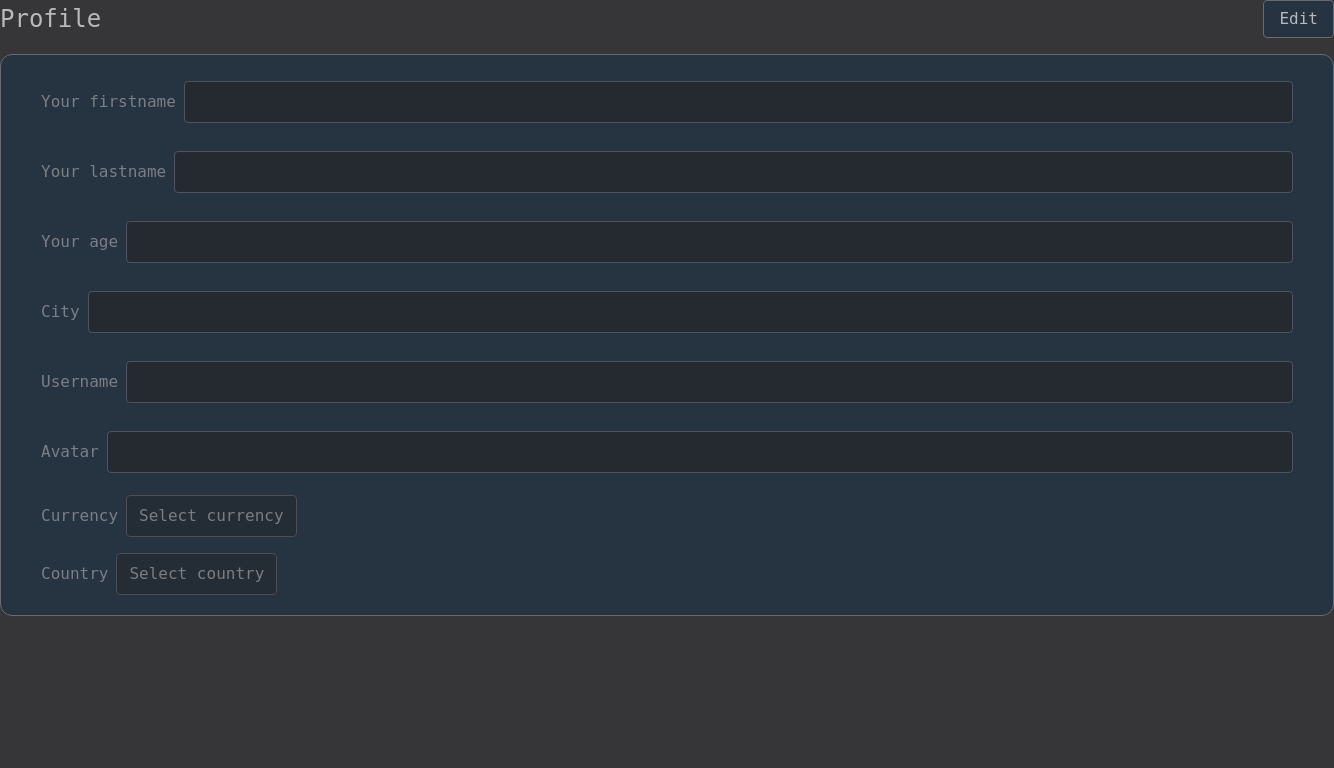 Profile
Edit
Your firstname
Your lastname
Your age
City
Username
Avatar
Currency Select currency
Country Select country